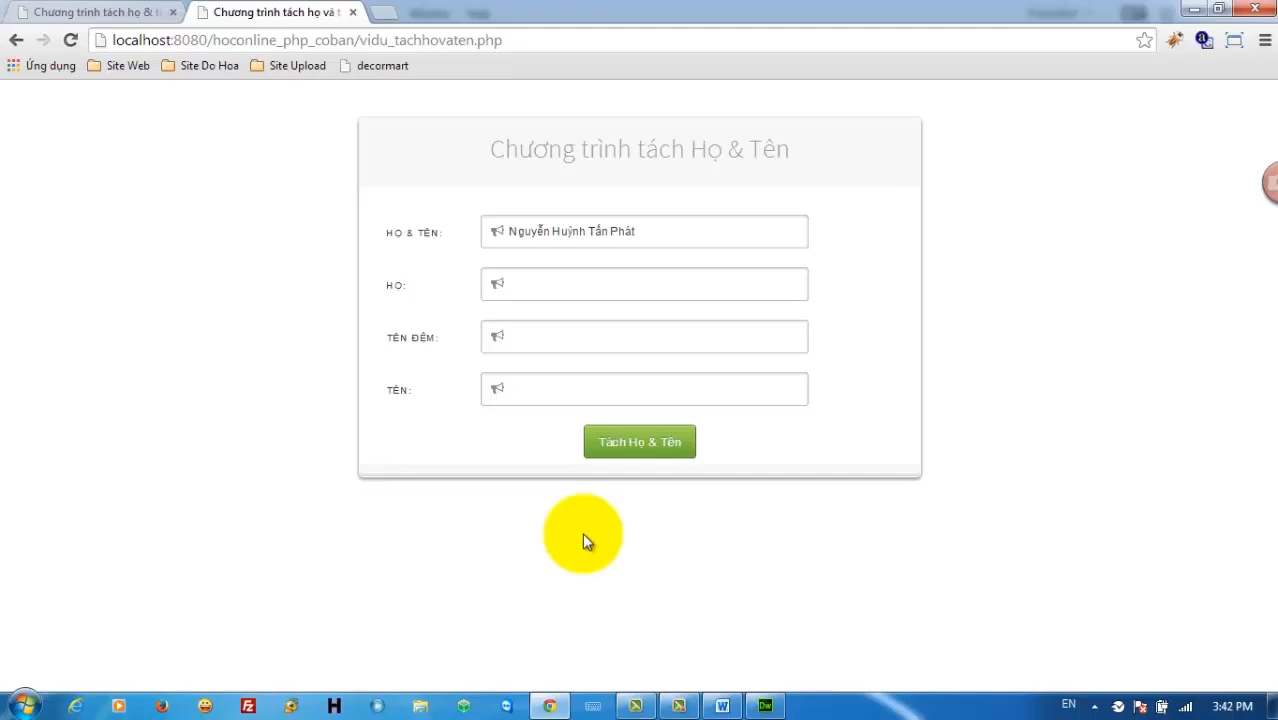 Chương trình tách họ & t
Chương trình tách họ và t
localhost:8080/hoconline_php_coban/vidu_tachhovaten.php
Ứng dụng Site Web Site Do Hoa Site Upload decormart
Chương trình tách Họ & Tên
HỌ & TÊN: Nguyễn Huỳnh Tấn Phát
HỌ:
TÊN ĐỆM:
TÊN:
Tách Họ & Tên
EN 3:42 PM